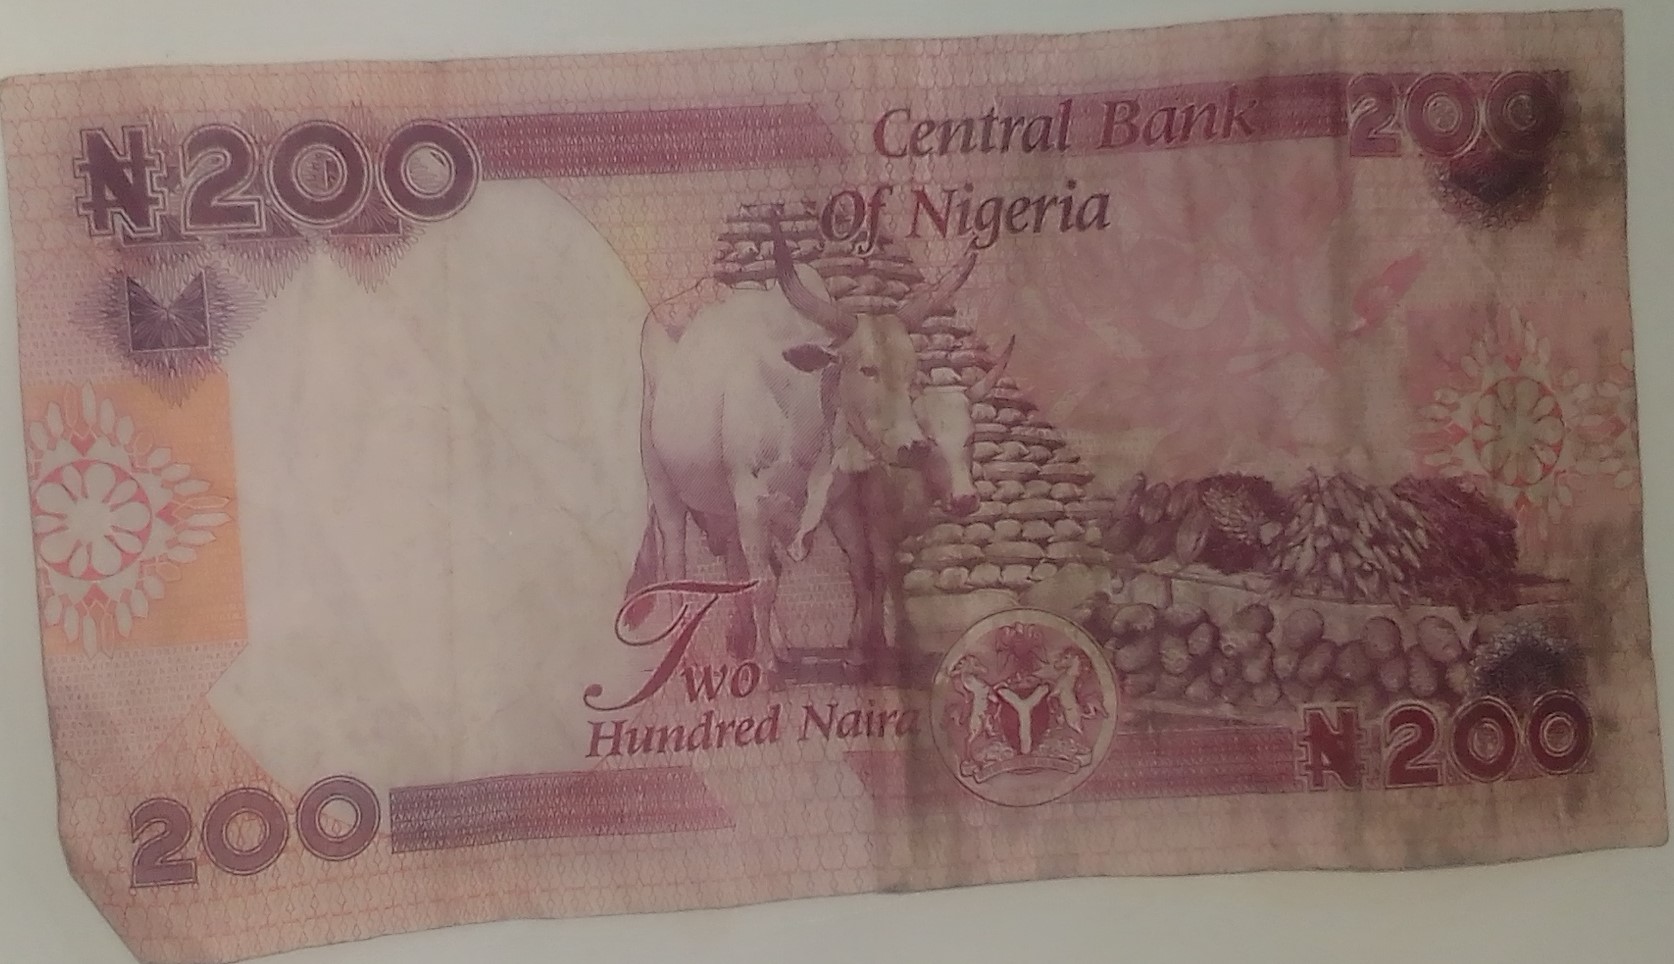 ₦200
Central Bank
Of Nigeria
200
Two
Hundred Naira
200
₦200